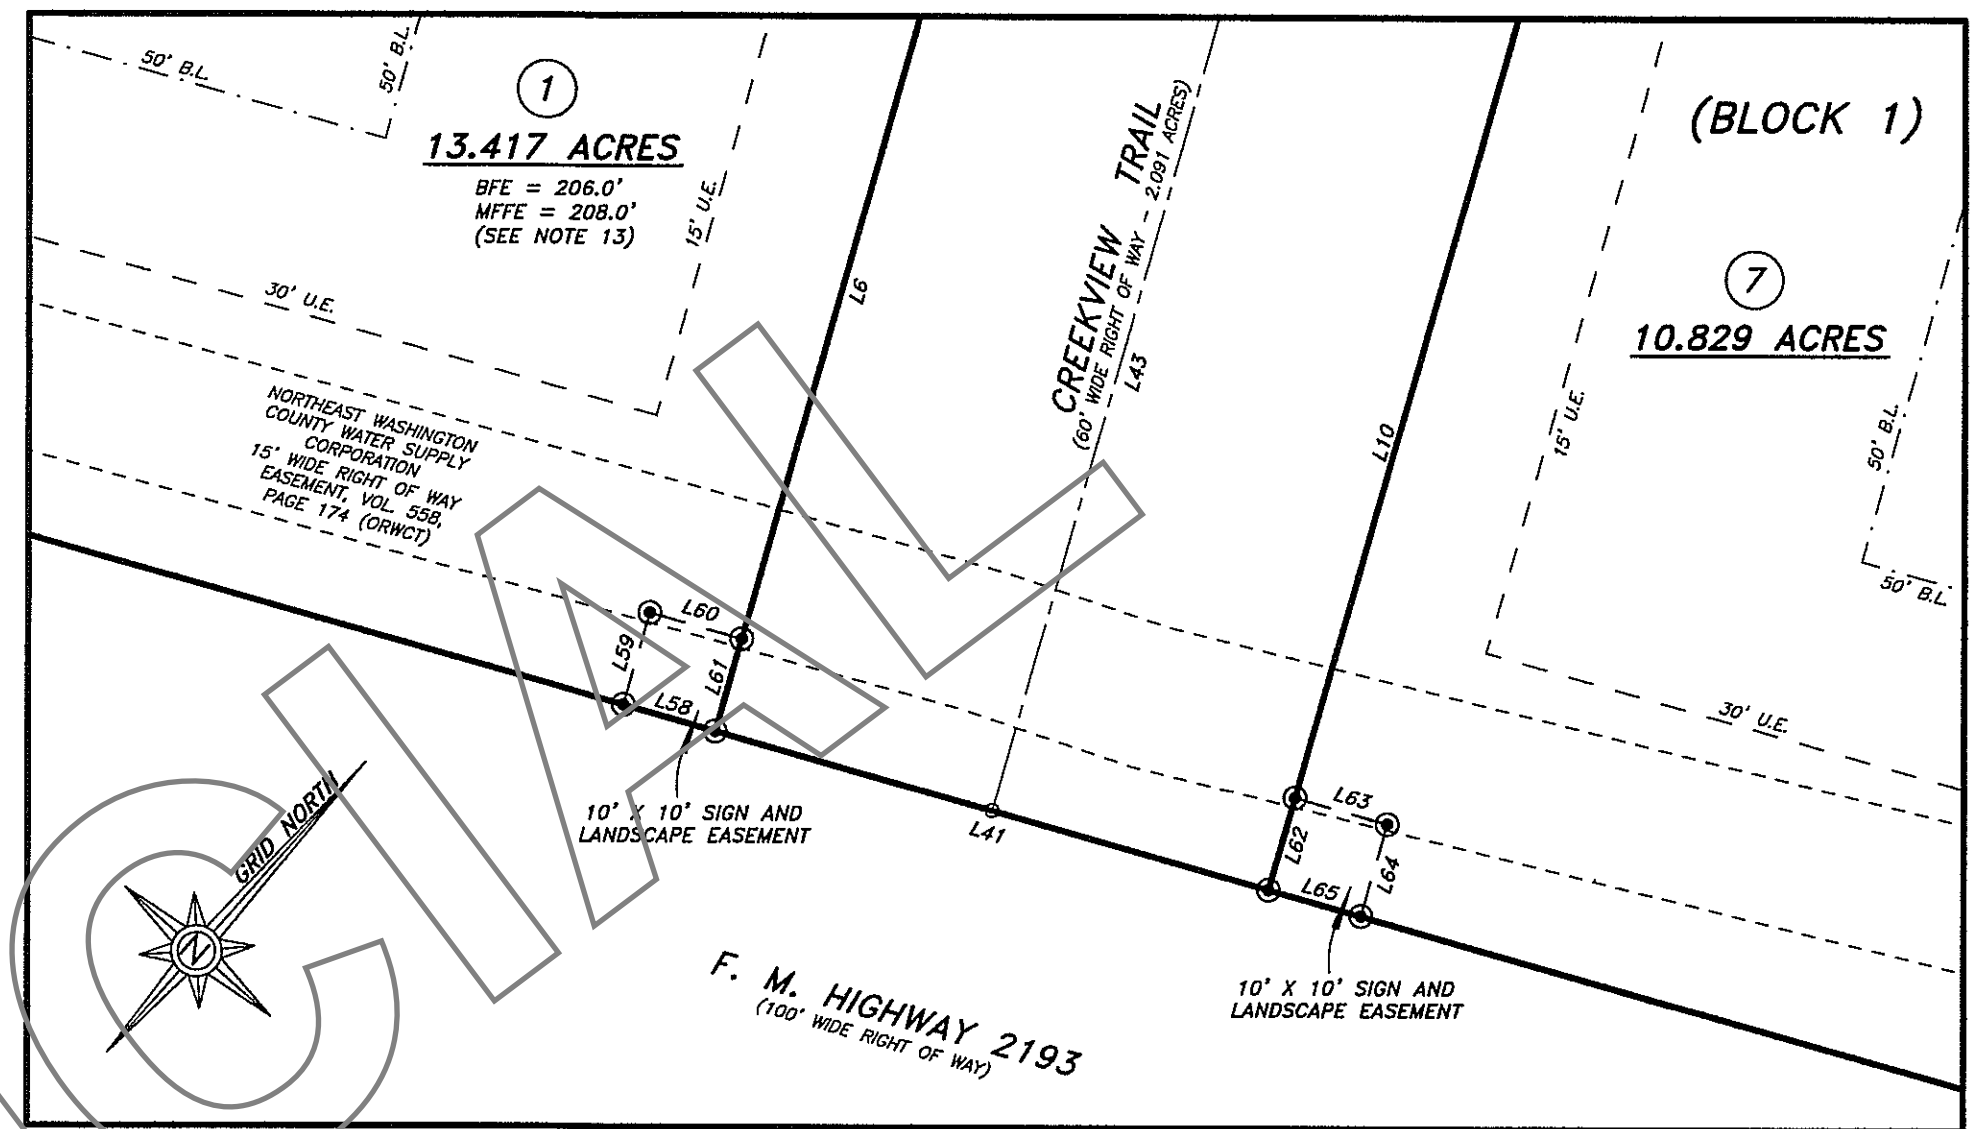 50' B.L.
50' B.L.
1
13.417 ACRES
BFE = 206.0'
MFFE = 208.0'
(SEE NOTE 13)
15' U.E.
30' U.E.
L6
NORTHEAST WASHINGTON
COUNTY WATER SUPPLY
CORPORATION
15' WIDE RIGHT OF WAY
EASEMENT, VOL. 558,
PAGE 174 (ORWCT)
CREEKVIEW TRAIL
(60' WIDE RIGHT OF WAY - 2.091 ACRES)
L43
L10
(BLOCK 1)
7
10.829 ACRES
15' U.E.
50' B.L.
50' B.L.
30' U.E.
L60
L59
L61
L58
10' X 10' SIGN AND
LANDSCAPE EASEMENT
L41
L63
L62
L64
L65
10' X 10' SIGN AND
LANDSCAPE EASEMENT
F. M. HIGHWAY 2193
(100' WIDE RIGHT OF WAY)
GRID NORTH
N
CIAL